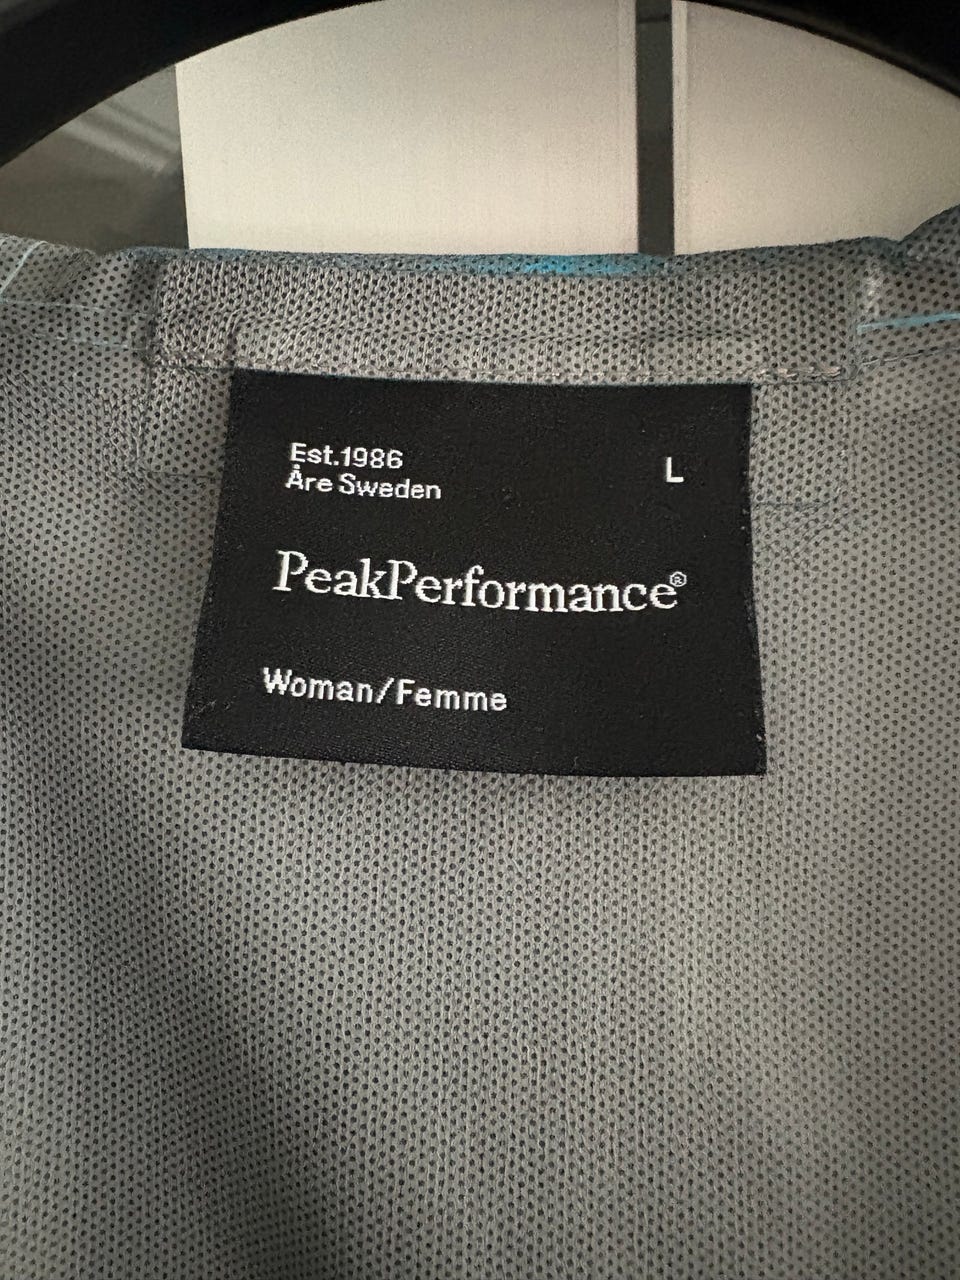 Est.1986
Åre Sweden
L
PeakPerformance®
Woman/Femme